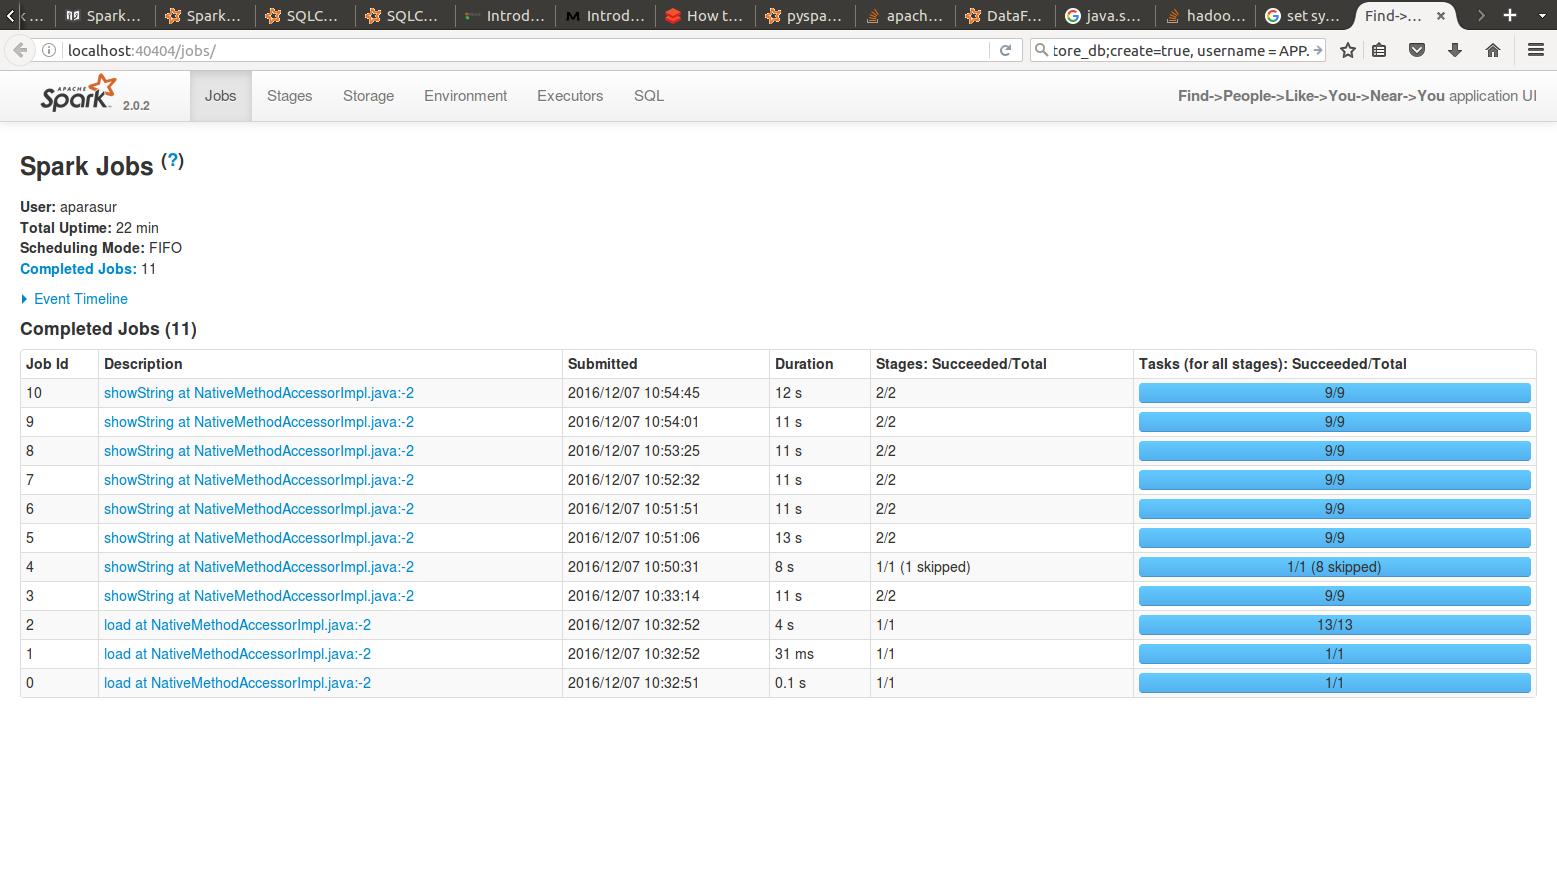 ... Spark... Spark... SQLC... SQLC... Introd... Introd... How t... pyspa... apach... DataF... java.s... hadoo... set sy... Find->... ×
localhost:40404/jobs/ tore_db;create=true, username = APP.
APACHE Spark 2.0.2 Jobs Stages Storage Environment Executors SQL Find->People->Like->You->Near->You application UI
Spark Jobs (?)
User: aparasur
Total Uptime: 22 min
Scheduling Mode: FIFO
Completed Jobs: 11
Event Timeline
Completed Jobs (11)
Job Id Description Submitted Duration Stages: Succeeded/Total Tasks (for all stages): Succeeded/Total
10 showString at NativeMethodAccessorImpl.java:-2 2016/12/07 10:54:45 12 s 2/2 9/9
9 showString at NativeMethodAccessorImpl.java:-2 2016/12/07 10:54:01 11 s 2/2 9/9
8 showString at NativeMethodAccessorImpl.java:-2 2016/12/07 10:53:25 11 s 2/2 9/9
7 showString at NativeMethodAccessorImpl.java:-2 2016/12/07 10:52:32 11 s 2/2 9/9
6 showString at NativeMethodAccessorImpl.java:-2 2016/12/07 10:51:51 11 s 2/2 9/9
5 showString at NativeMethodAccessorImpl.java:-2 2016/12/07 10:51:06 13 s 2/2 9/9
4 showString at NativeMethodAccessorImpl.java:-2 2016/12/07 10:50:31 8 s 1/1 (1 skipped) 1/1 (8 skipped)
3 showString at NativeMethodAccessorImpl.java:-2 2016/12/07 10:33:14 11 s 2/2 9/9
2 load at NativeMethodAccessorImpl.java:-2 2016/12/07 10:32:52 4 s 1/1 13/13
1 load at NativeMethodAccessorImpl.java:-2 2016/12/07 10:32:52 31 ms 1/1 1/1
0 load at NativeMethodAccessorImpl.java:-2 2016/12/07 10:32:51 0.1 s 1/1 1/1